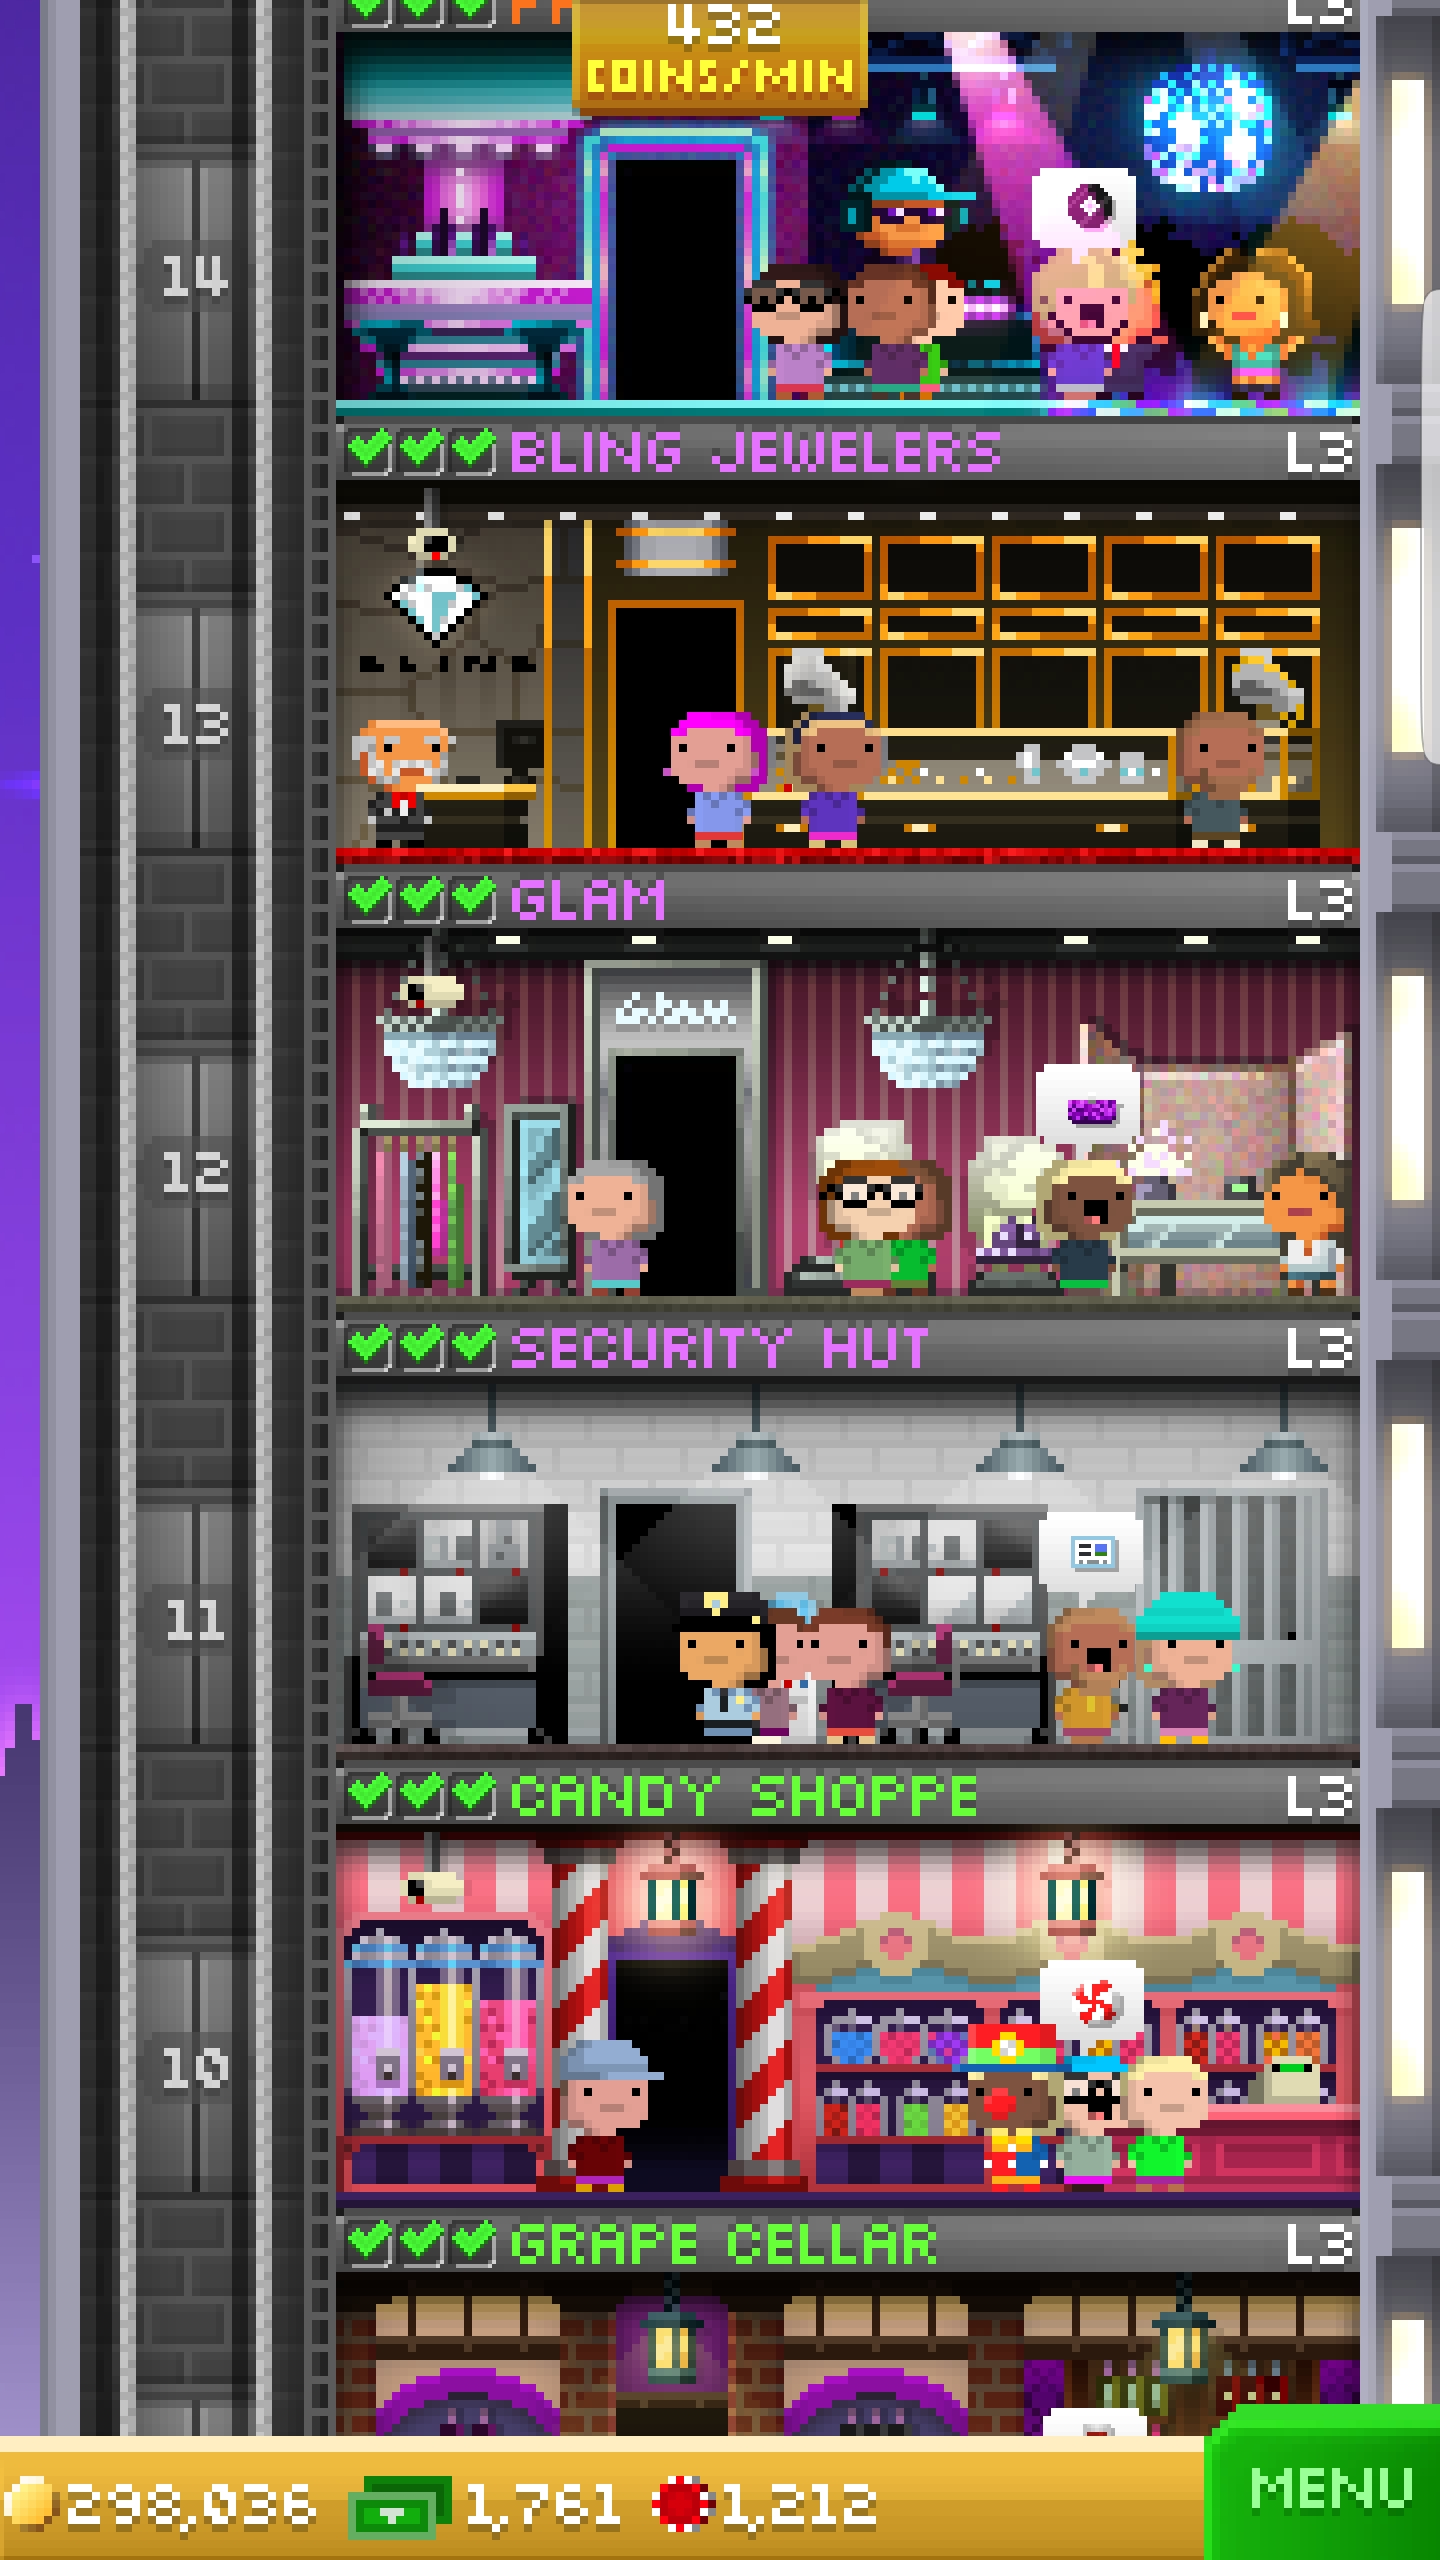 L3
432
COINS/MIN
14
BLING JEWELERS L3
BLING
13
GLAM L3
Glam
12
SECURITY HUT L3
11
CANDY SHOPPE L3
10
GRAPE CELLAR L3
298,036 1,761 1,212 MENU